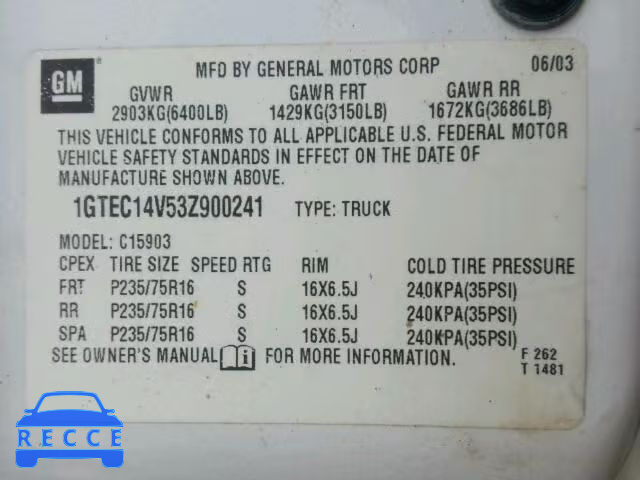 GM
MFD BY GENERAL MOTORS CORP 06/03
GVWR GAWR FRT GAWR RR
2903KG(6400LB) 1429KG(3150LB) 1672KG(3686LB)
THIS VEHICLE CONFORMS TO ALL APPLICABLE U.S. FEDERAL MOTOR
VEHICLE SAFETY STANDARDS IN EFFECT ON THE DATE OF
MANUFACTURE SHOWN ABOVE.
1GTEC14V53Z900241 TYPE: TRUCK
MODEL: C15903
CPEX TIRE SIZE SPEED RTG RIM COLD TIRE PRESSURE
FRT P235/75R16 S 16X6.5J 240KPA(35PSI)
RR P235/75R16 S 16X6.5J 240KPA(35PSI)
SPA P235/75R16 S 16X6.5J 240KPA(35PSI)
SEE OWNER'S MANUAL i FOR MORE INFORMATION.
F 262
T 1481
RECCE